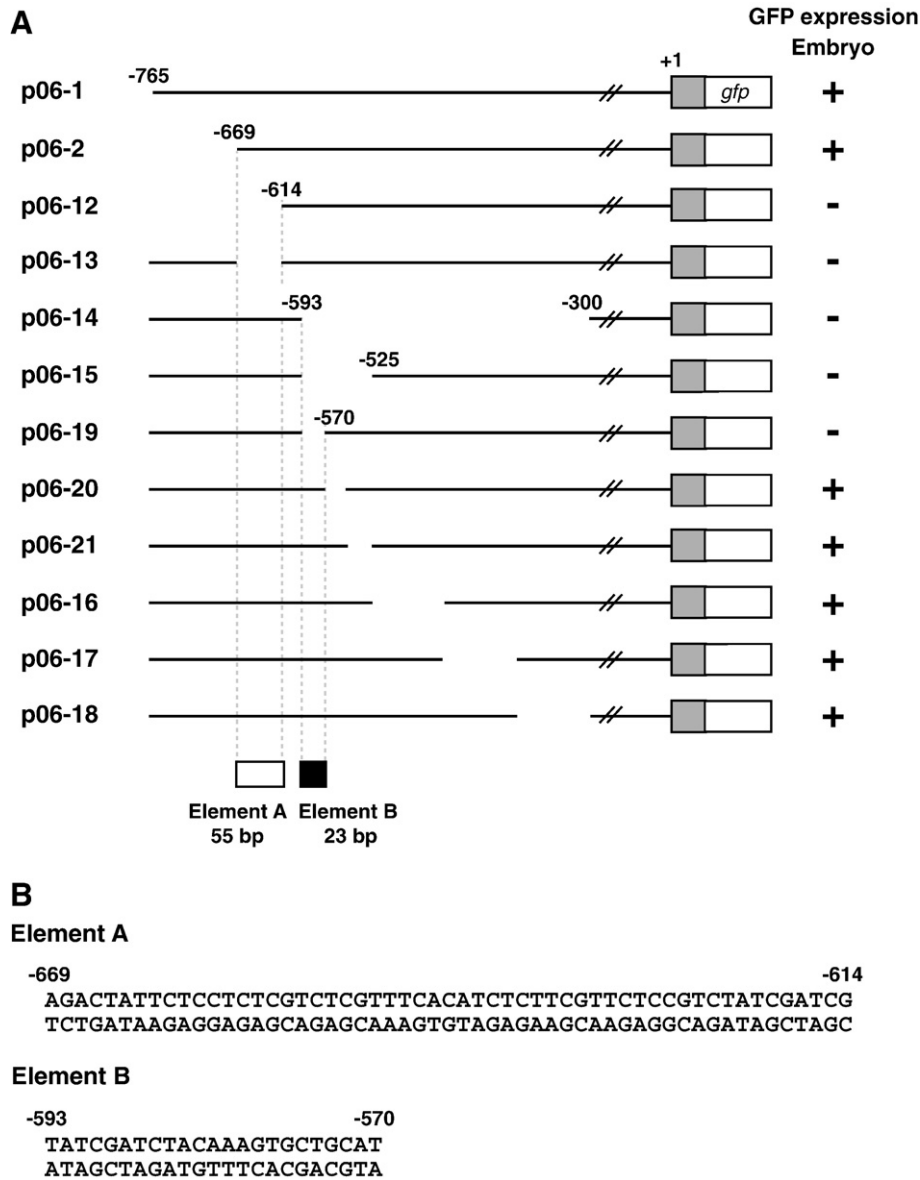 A
GFP expression
Embryo
p06-1 -765 +1 gfp +
p06-2 -669 +
p06-12 -614 -
p06-13 -
p06-14 -593 -300 -
p06-15 -525 -
p06-19 -570 -
p06-20 +
p06-21 +
p06-16 +
p06-17 +
p06-18 +
Element A Element B
55 bp 23 bp
B
Element A
-669 -614
AGACTATTCTCCTCTCGTCTCGTTTCACATCTCTTCGTTCTCCGTCTATCGATCG
TCTGATAAGAGGAGAGCAGAGCAAAGTGTAGAGAAGCAAGAGGCAGATAGCTAGC
Element B
-593 -570
TATCGATCTACAAAGTGCTGCAT
ATAGCTAGATGTTTCACGACGTA